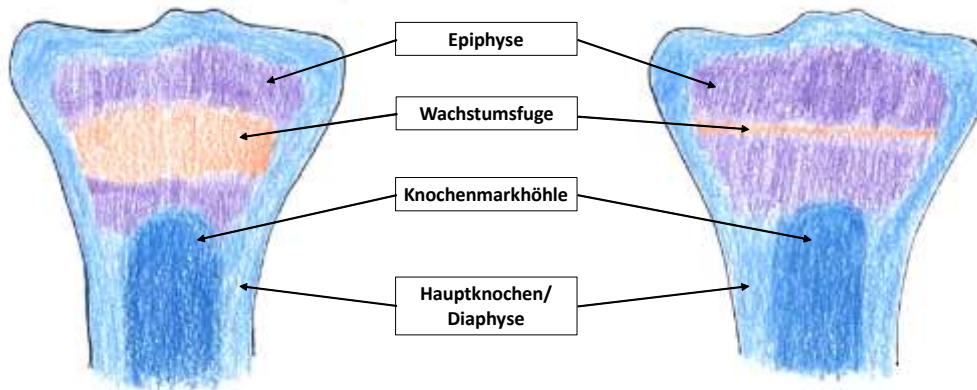 Epiphyse
Wachstumsfuge
Knochenmarkhöhle
Hauptknochen/
Diaphyse